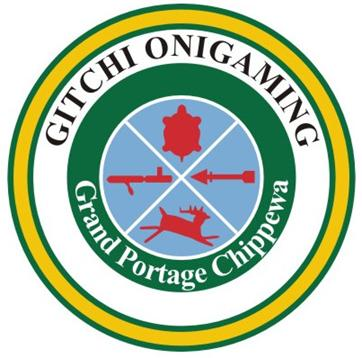 GITCHI ONIGAMING
Grand Portage Chippewa